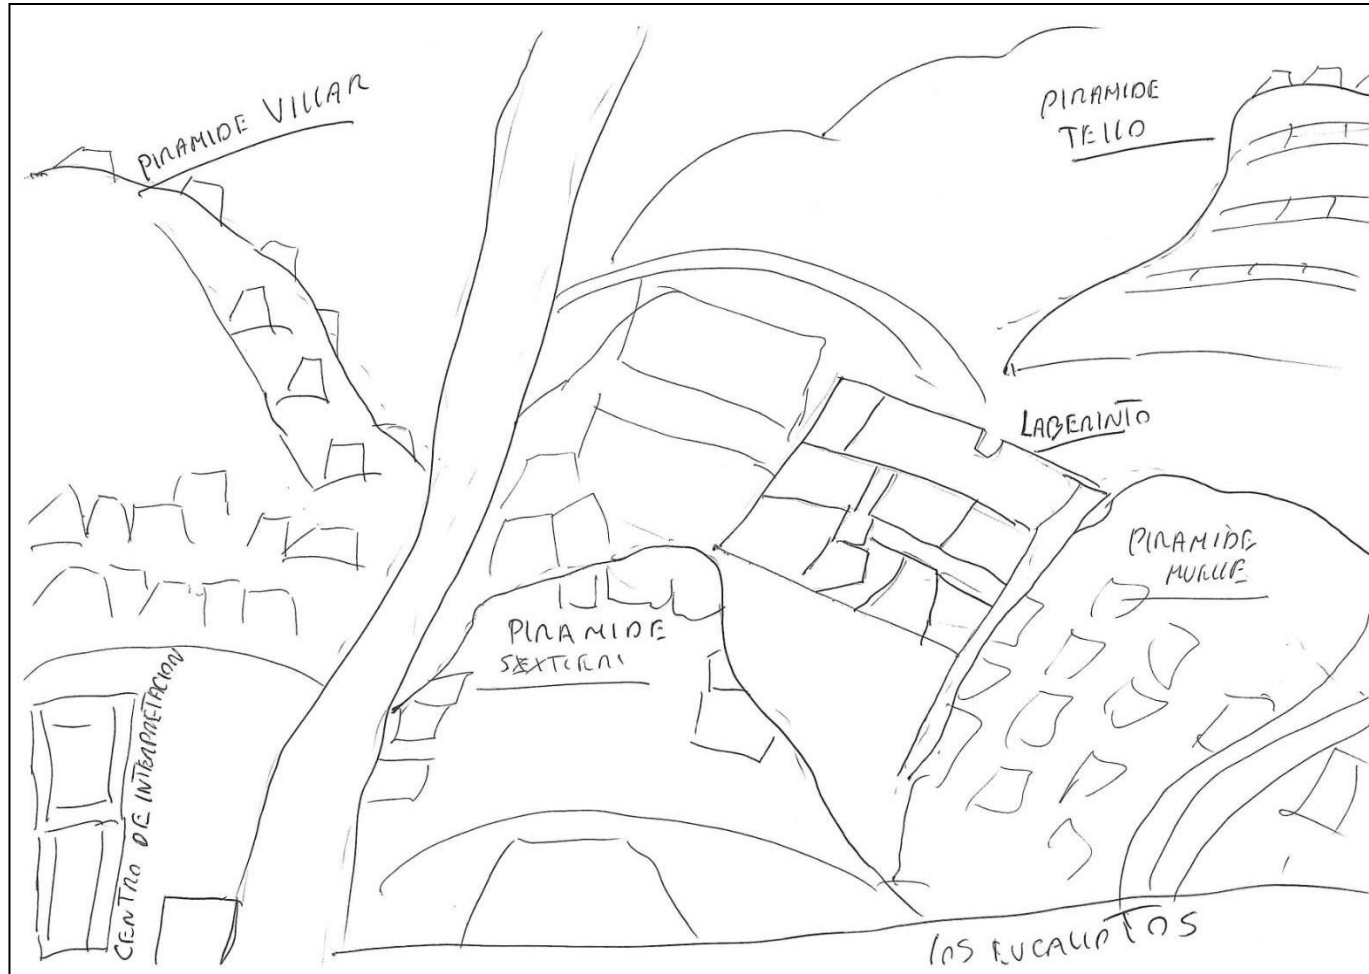 PIRAMIDE VILLAR
PIRAMIDE
TELLO
LABERINTO
PIRAMIDE
PIRAMIDE
CENTRO DE INTERPRETACION
LOS EUCALIPTOS